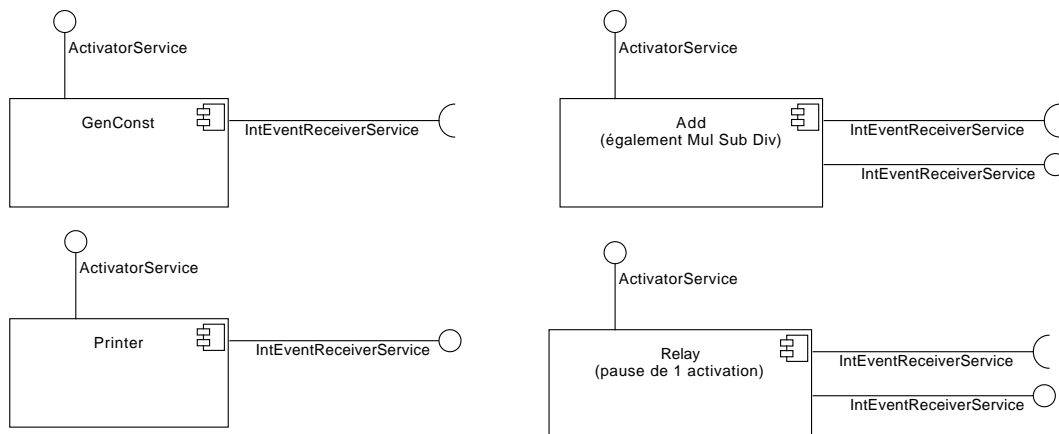 ActivatorService
GenConst
IntEventReceiverService
ActivatorService
Add
(également Mul Sub Div)
IntEventReceiverService
IntEventReceiverService
ActivatorService
Printer
IntEventReceiverService
ActivatorService
Relay
(pause de 1 activation)
IntEventReceiverService
IntEventReceiverService